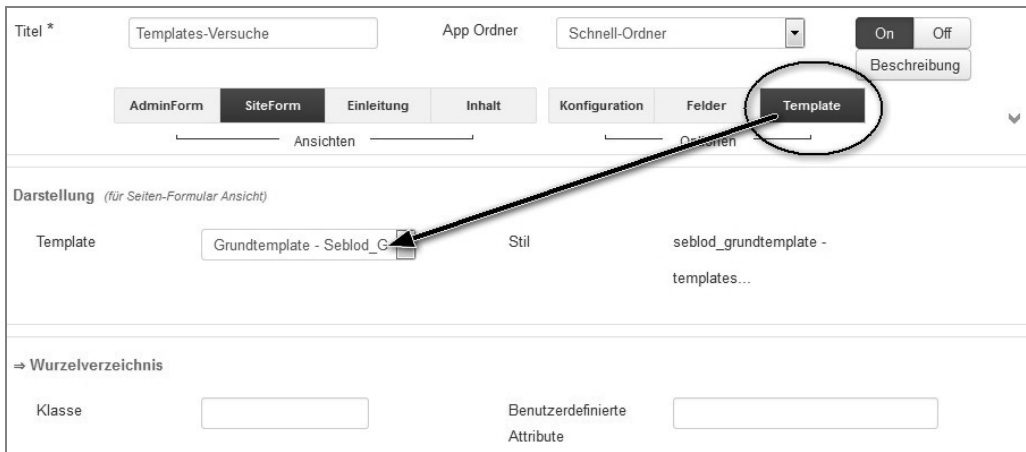 Titel * Templates-Versuche App Ordner Schnell-Ordner On Off
Beschreibung
AdminForm SiteForm Einleitung Inhalt Konfiguration Felder Template
Ansichten Optionen
Darstellung (für Seiten-Formular Ansicht)
Template Grundtemplate - Seblod_G Stil seblod_grundtemplate -
templates...
⇒ Wurzelverzeichnis
Klasse Benutzerdefinierte
Attribute